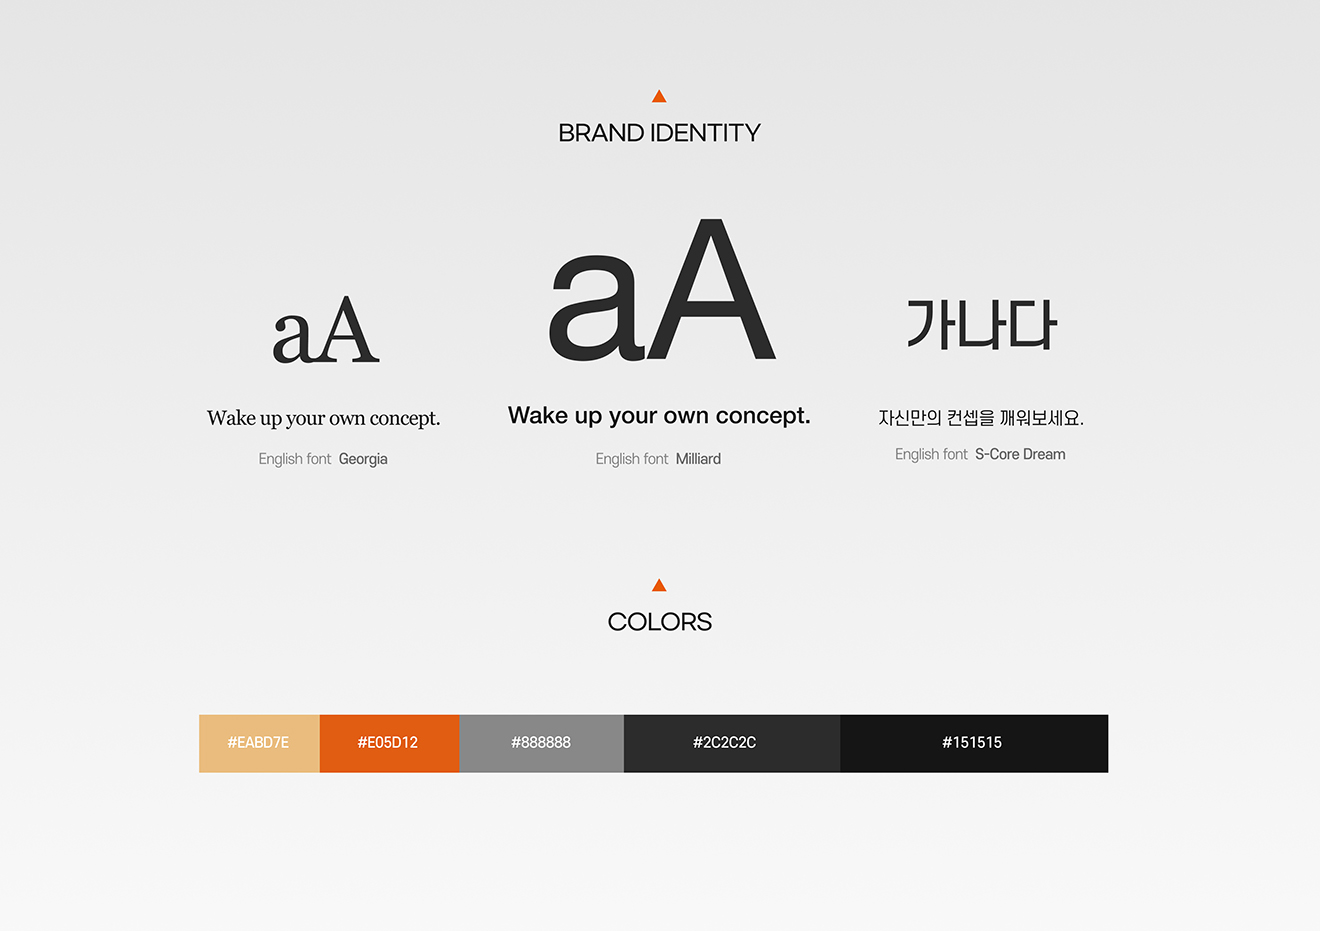 BRAND IDENTITY
aA
Wake up your own concept.
English font Georgia
aA
Wake up your own concept.
English font Milliard
가나다
자신만의 컨셉을 깨워보세요.
English font S-Core Dream
COLORS
#EABD7E
#E05D12
#888888
#2C2C2C
#151515